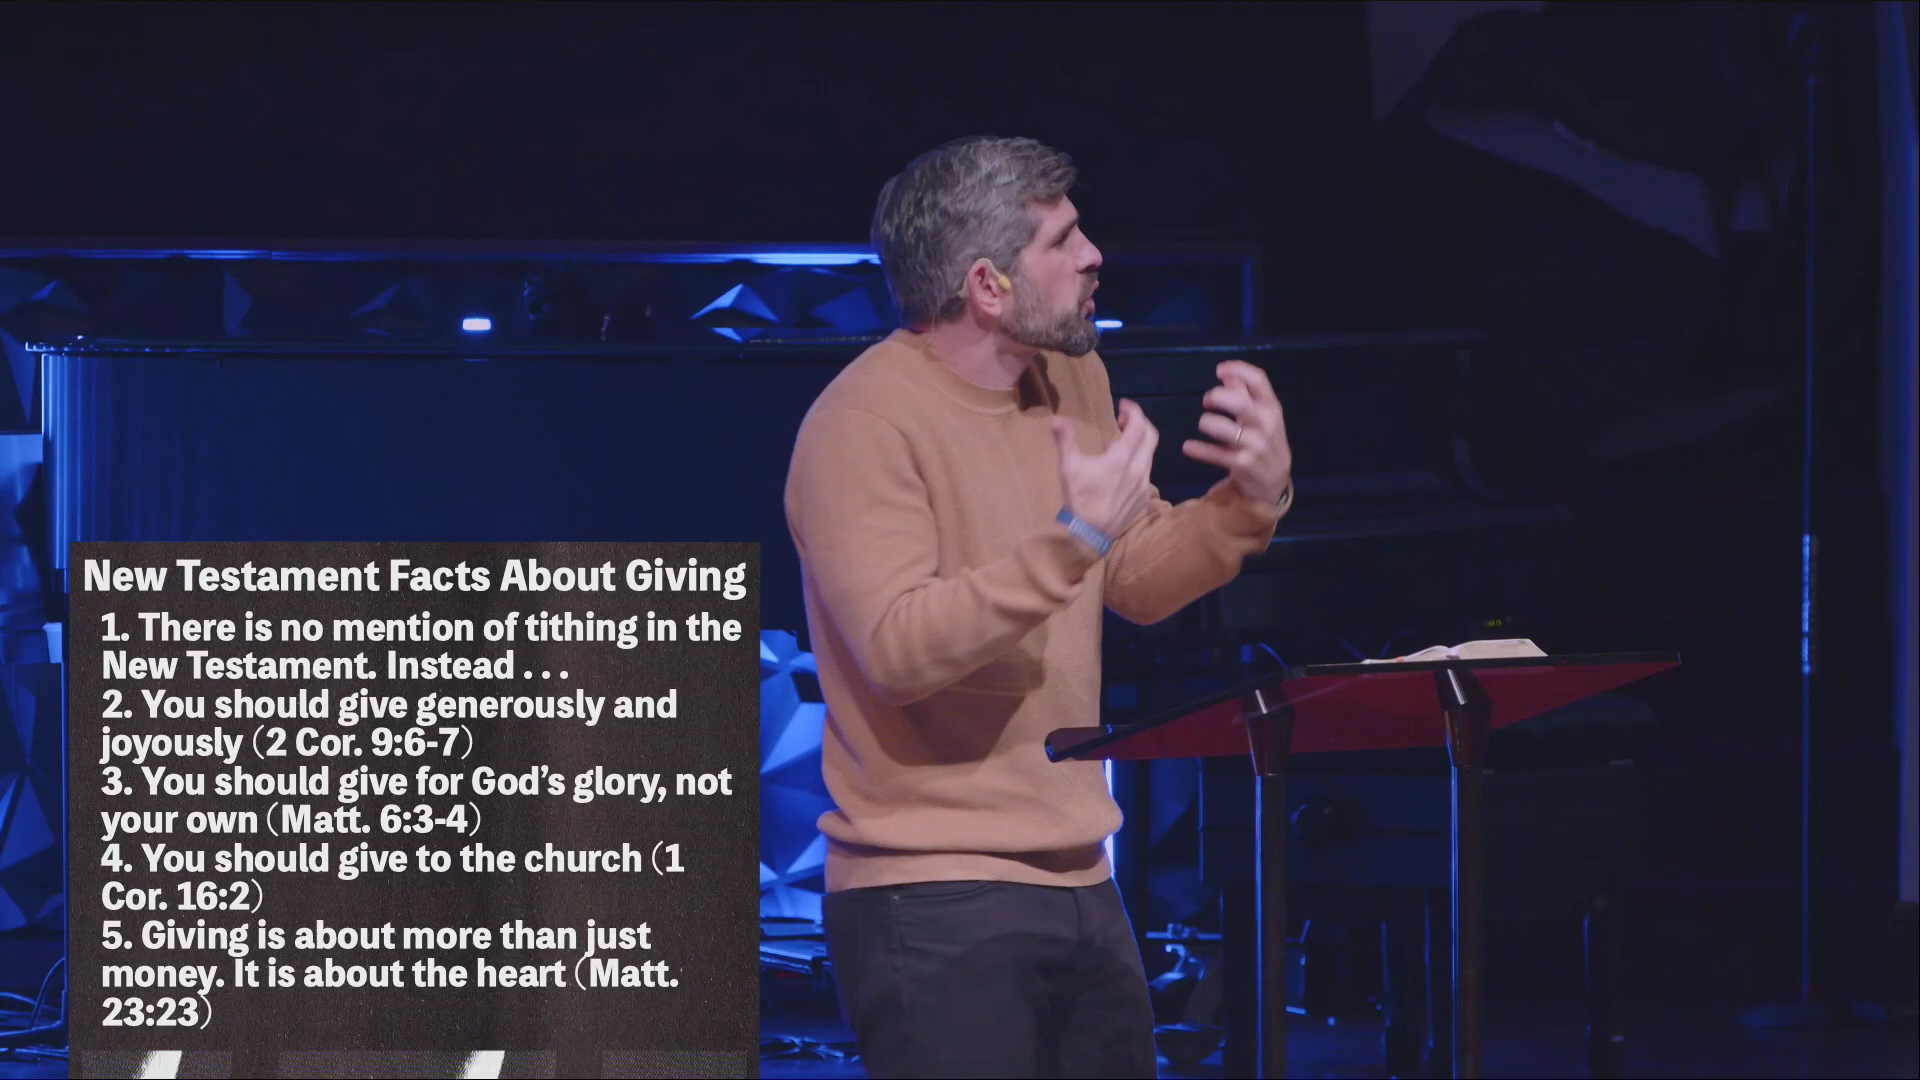 New Testament Facts About Giving
1. There is no mention of tithing in the
New Testament. Instead . . .
2. You should give generously and
joyously (2 Cor. 9:6-7)
3. You should give for God’s glory, not
your own (Matt. 6:3-4)
4. You should give to the church (1
Cor. 16:2)
5. Giving is about more than just
money. It is about the heart (Matt.
23:23)